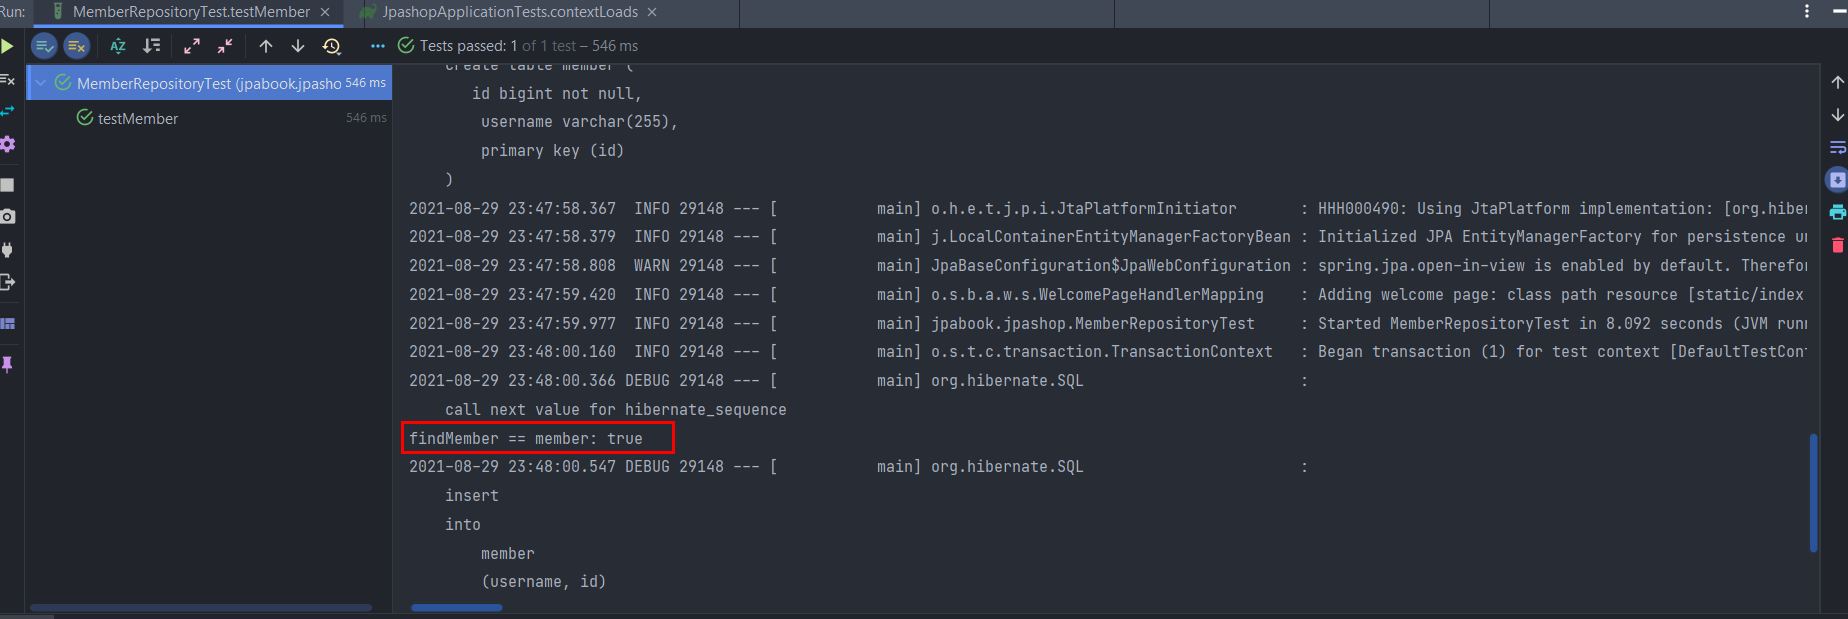 Run: MemberRepositoryTest.testMember × JpashopApplicationTests.contextLoads ×
Tests passed: 1 of 1 test – 546 ms
MemberRepositoryTest (jpabook.jpasho 546 ms
testMember 546 ms
create table member (
id bigint not null,
username varchar(255),
primary key (id)
)
2021-08-29 23:47:58.367  INFO 29148 --- [           main] o.h.e.t.j.p.i.JtaPlatformInitiator       : HHH000490: Using JtaPlatform implementation: [org.hiber
2021-08-29 23:47:58.379  INFO 29148 --- [           main] j.LocalContainerEntityManagerFactoryBean : Initialized JPA EntityManagerFactory for persistence un
2021-08-29 23:47:58.808  WARN 29148 --- [           main] JpaBaseConfiguration$JpaWebConfiguration : spring.jpa.open-in-view is enabled by default. Therefor
2021-08-29 23:47:59.420  INFO 29148 --- [           main] o.s.b.a.w.s.WelcomePageHandlerMapping    : Adding welcome page: class path resource [static/index
2021-08-29 23:47:59.977  INFO 29148 --- [           main] jpabook.jpashop.MemberRepositoryTest     : Started MemberRepositoryTest in 8.092 seconds (JVM runn
2021-08-29 23:48:00.160  INFO 29148 --- [           main] o.s.t.c.transaction.TransactionContext   : Began transaction (1) for test context [DefaultTestCon
2021-08-29 23:48:00.366 DEBUG 29148 --- [           main] org.hibernate.SQL                        :
call next value for hibernate_sequence
findMember == member: true
2021-08-29 23:48:00.547 DEBUG 29148 --- [           main] org.hibernate.SQL                        :
insert
into
member
(username, id)